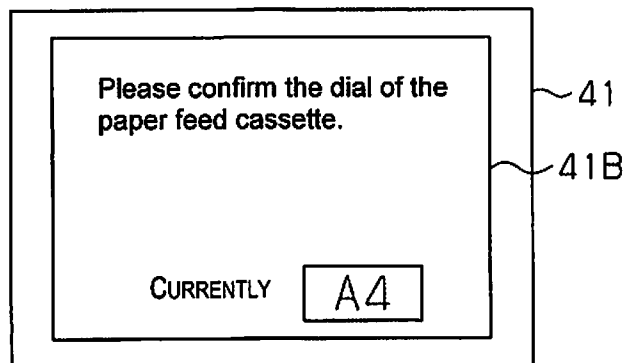 Please confirm the dial of the
paper feed cassette.
41
41B
CURRENTLY A4